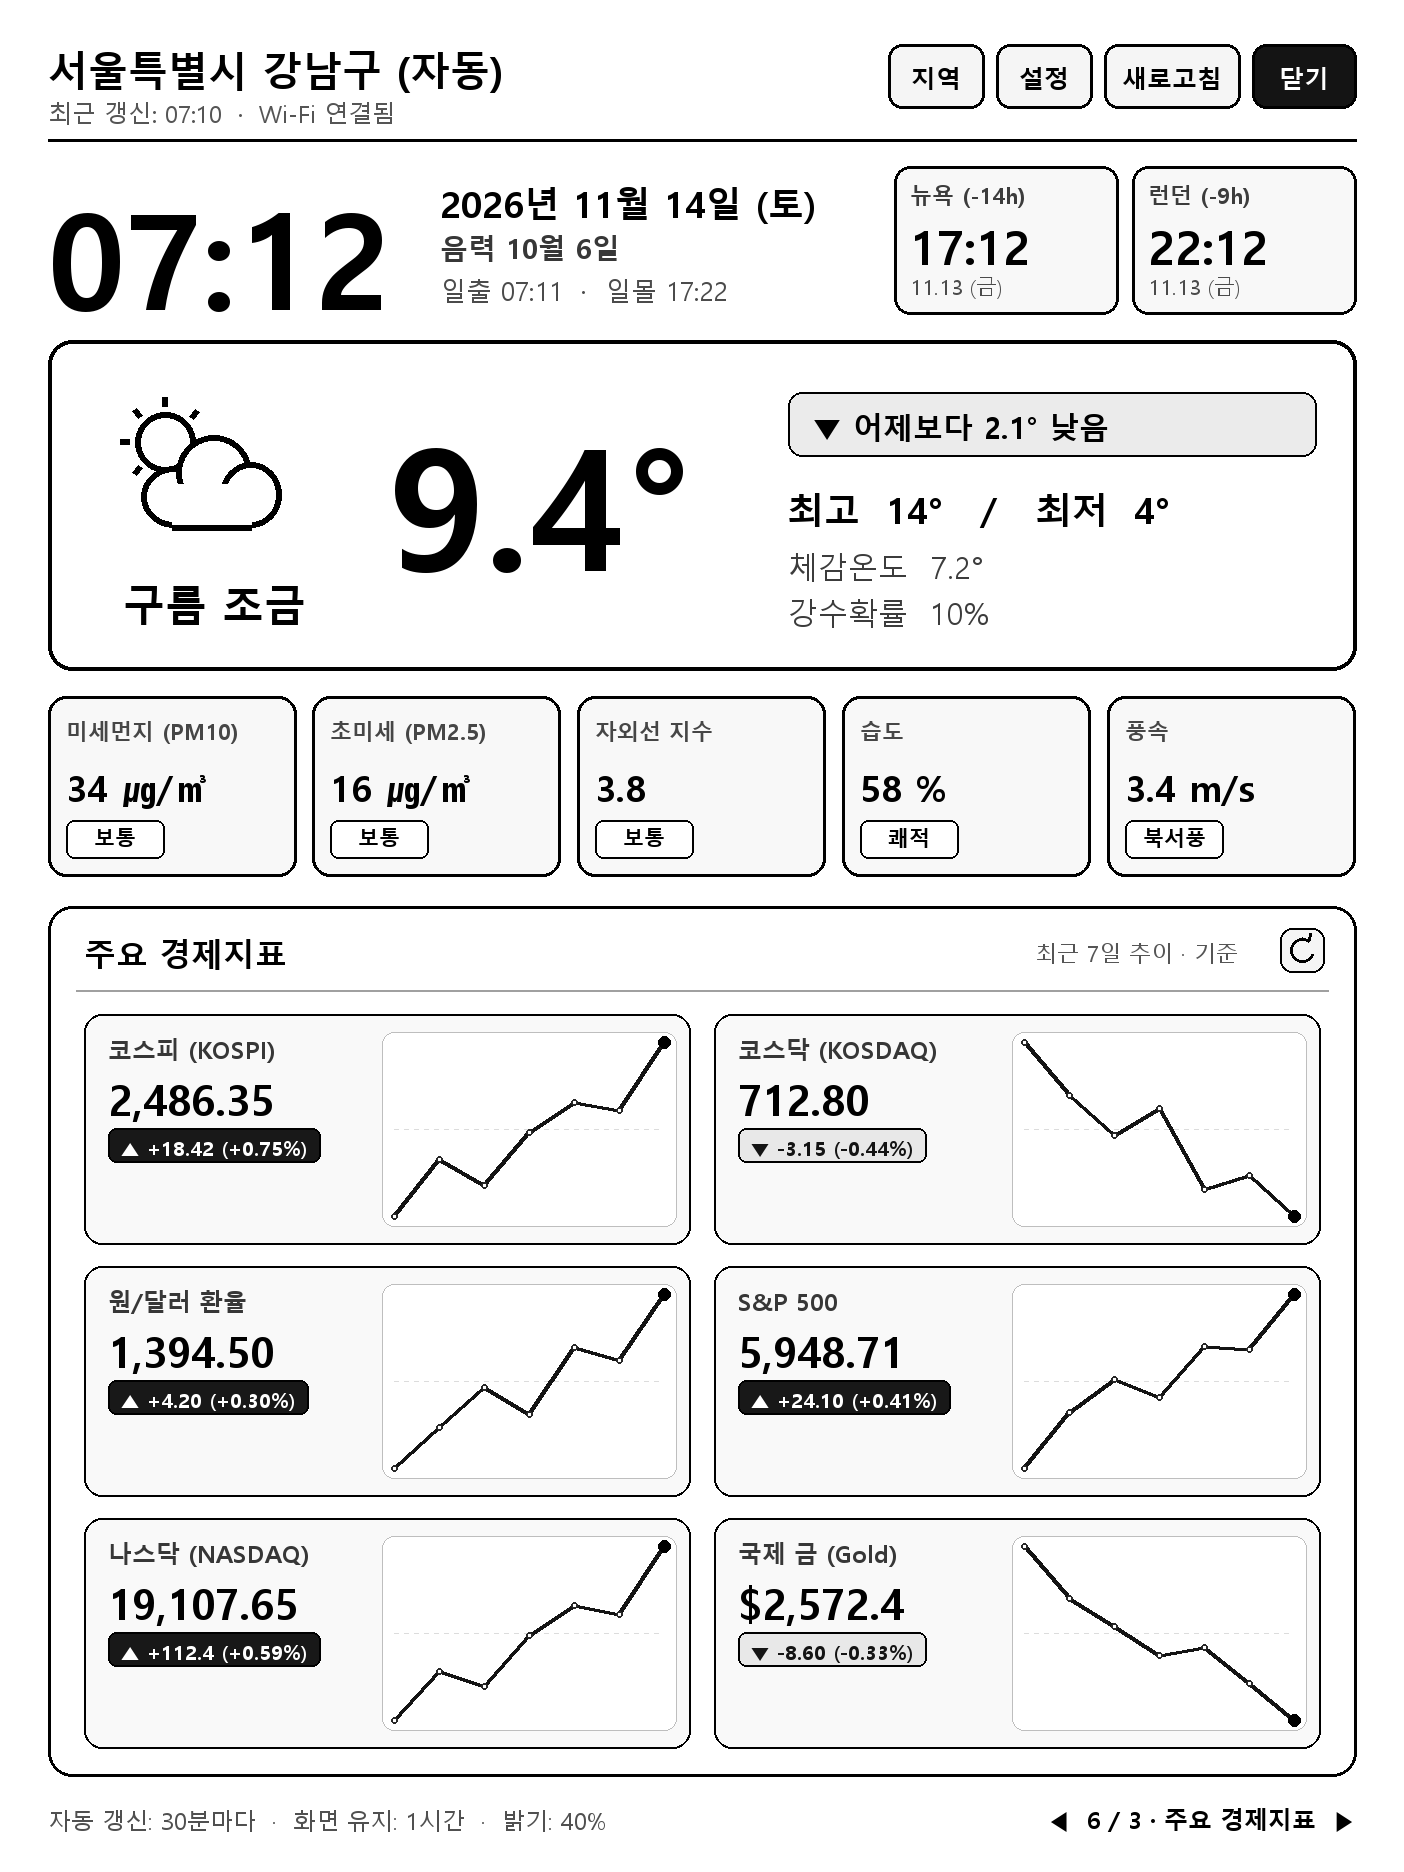 서울특별시 강남구 (자동)
최근 갱신: 07:10 · Wi-Fi 연결됨
지역
설정
새로고침
닫기
07:12
2026년 11월 14일 (토)
음력 10월 6일
일출 07:11 · 일몰 17:22
뉴욕 (-14h)
17:12
11.13 (금)
런던 (-9h)
22:12
11.13 (금)
구름 조금
9.4°
▼ 어제보다 2.1° 낮음
최고 14° / 최저 4°
체감온도 7.2°
강수확률 10%
미세먼지 (PM10)
34 ㎍/㎥
보통
초미세 (PM2.5)
16 ㎍/㎥
보통
자외선 지수
3.8
보통
습도
58 %
쾌적
풍속
3.4 m/s
북서풍
주요 경제지표
최근 7일 추이 · 기준
코스피 (KOSPI)
2,486.35
▲ +18.42 (+0.75%)
코스닥 (KOSDAQ)
712.80
▼ -3.15 (-0.44%)
원/달러 환율
1,394.50
▲ +4.20 (+0.30%)
S&P 500
5,948.71
▲ +24.10 (+0.41%)
나스닥 (NASDAQ)
19,107.65
▲ +112.4 (+0.59%)
국제 금 (Gold)
$2,572.4
▼ -8.60 (-0.33%)
자동 갱신: 30분마다 · 화면 유지: 1시간 · 밝기: 40%
◀ 6 / 3 · 주요 경제지표 ▶